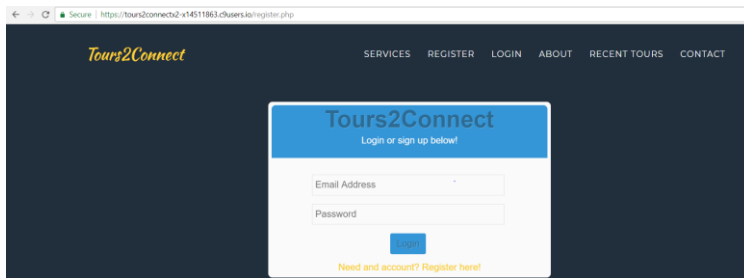 Secure | https://tours2connectx2-x14511863.c9users.io/register.php
Tours2Connect SERVICES REGISTER LOGIN ABOUT RECENT TOURS CONTACT
Tours2Connect
Login or sign up below!
Email Address
Password
Login
Need and account? Register here!